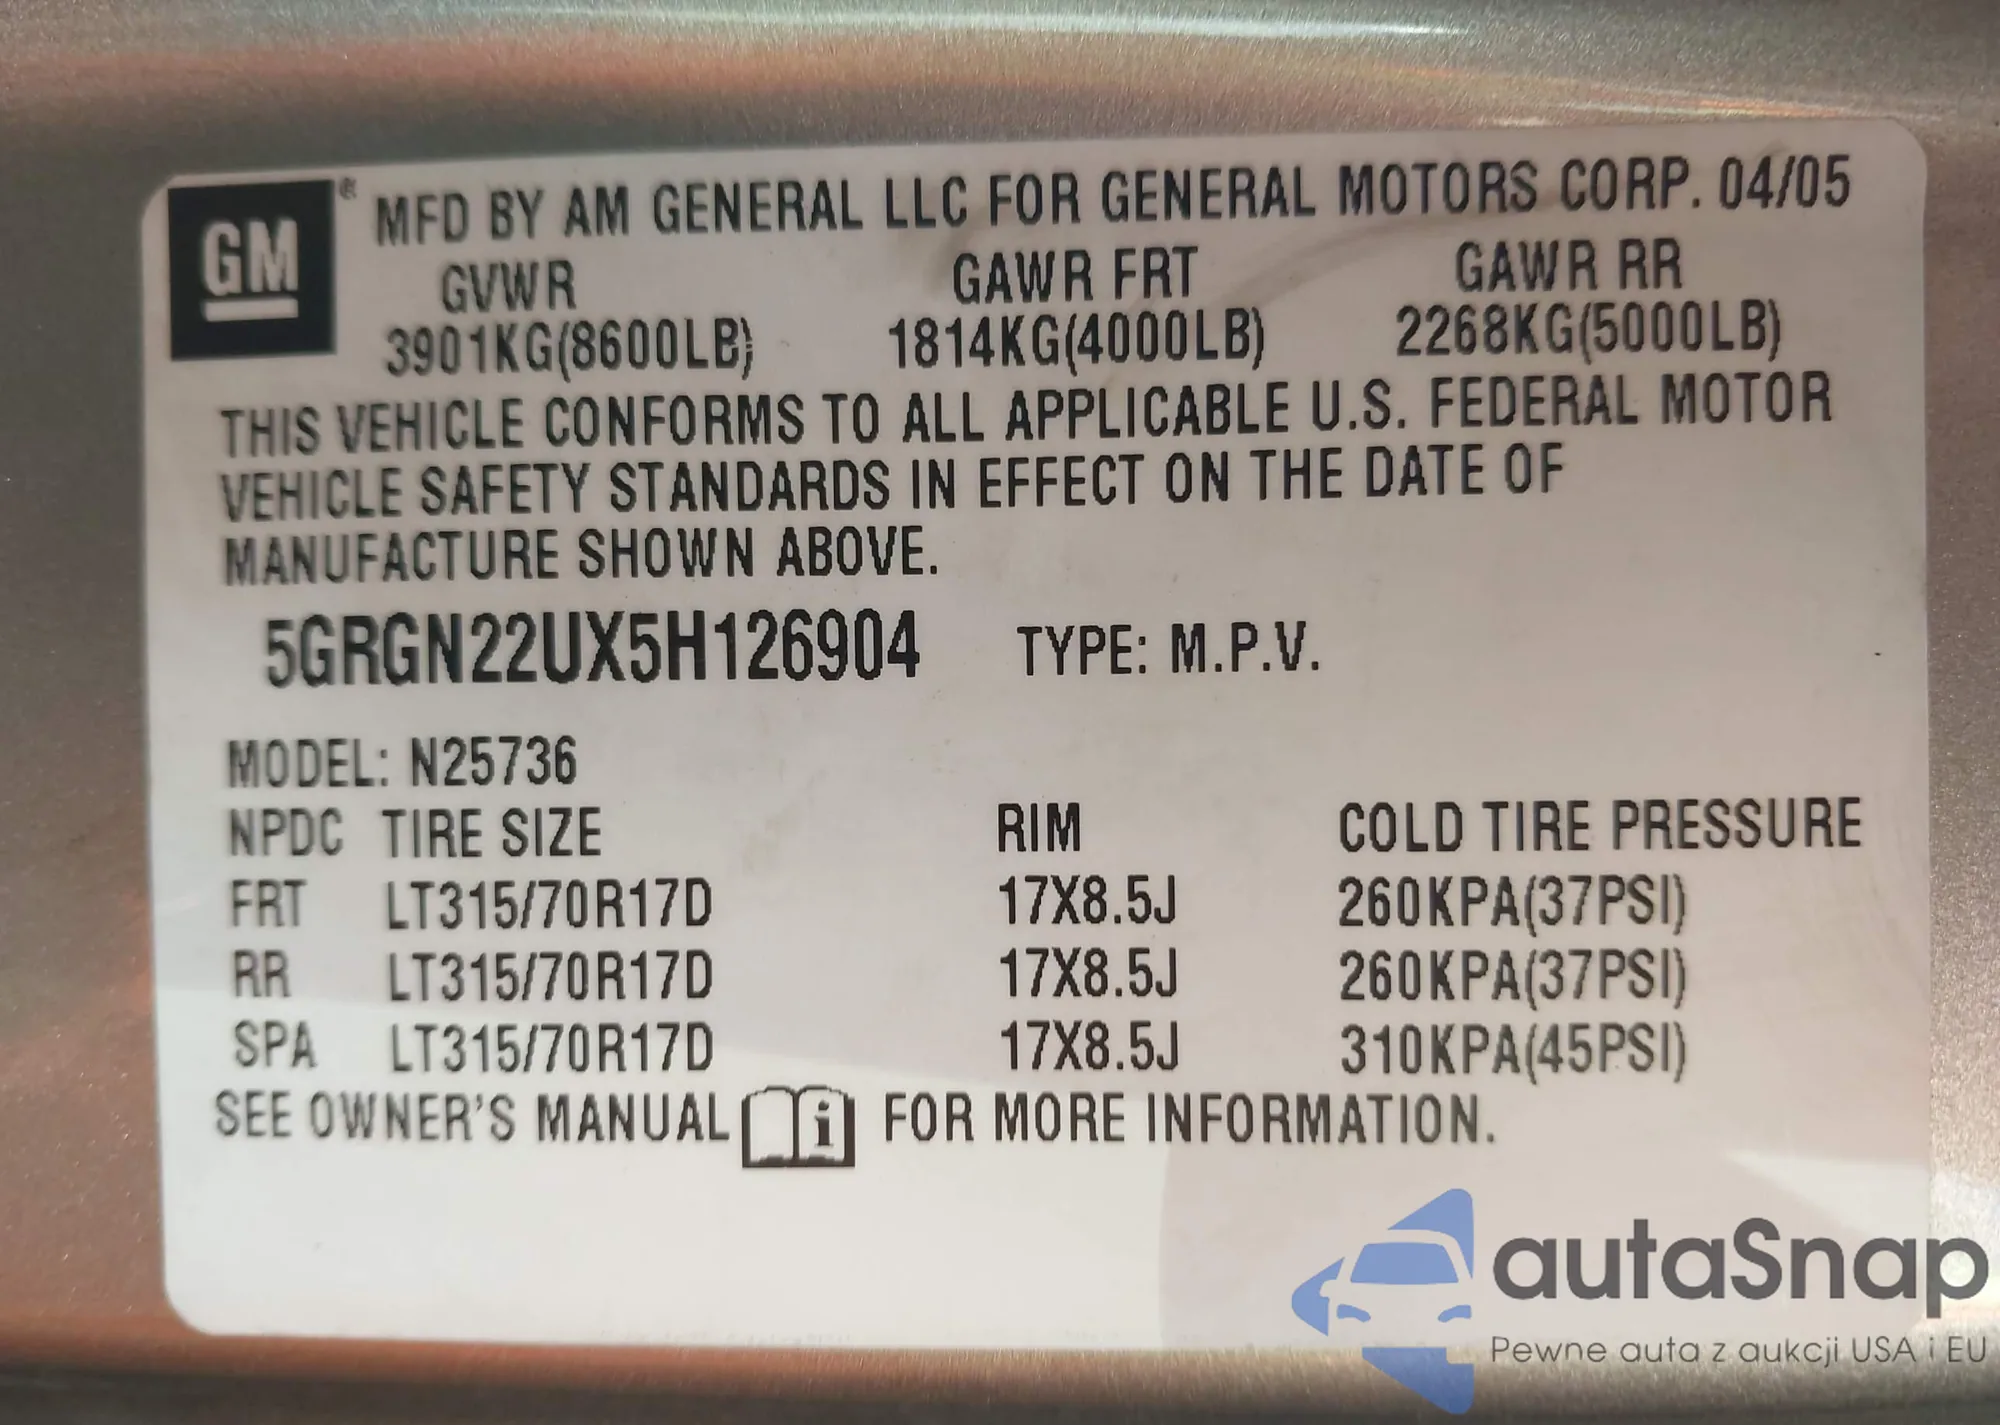 GM ® MFD BY AM GENERAL LLC FOR GENERAL MOTORS CORP. 04/05
GVWR GAWR FRT GAWR RR
3901KG(8600LB) 1814KG(4000LB) 2268KG(5000LB)
THIS VEHICLE CONFORMS TO ALL APPLICABLE U.S. FEDERAL MOTOR
VEHICLE SAFETY STANDARDS IN EFFECT ON THE DATE OF
MANUFACTURE SHOWN ABOVE.
5GRGN22UX5H126904 TYPE: M.P.V.
MODEL: N25736
NPDC TIRE SIZE RIM COLD TIRE PRESSURE
FRT LT315/70R17D 17X8.5J 260KPA(37PSI)
RR LT315/70R17D 17X8.5J 260KPA(37PSI)
SPA LT315/70R17D 17X8.5J 310KPA(45PSI)
SEE OWNER'S MANUAL i FOR MORE INFORMATION.
autaSnap
Pewne auta z aukcji USA i EU